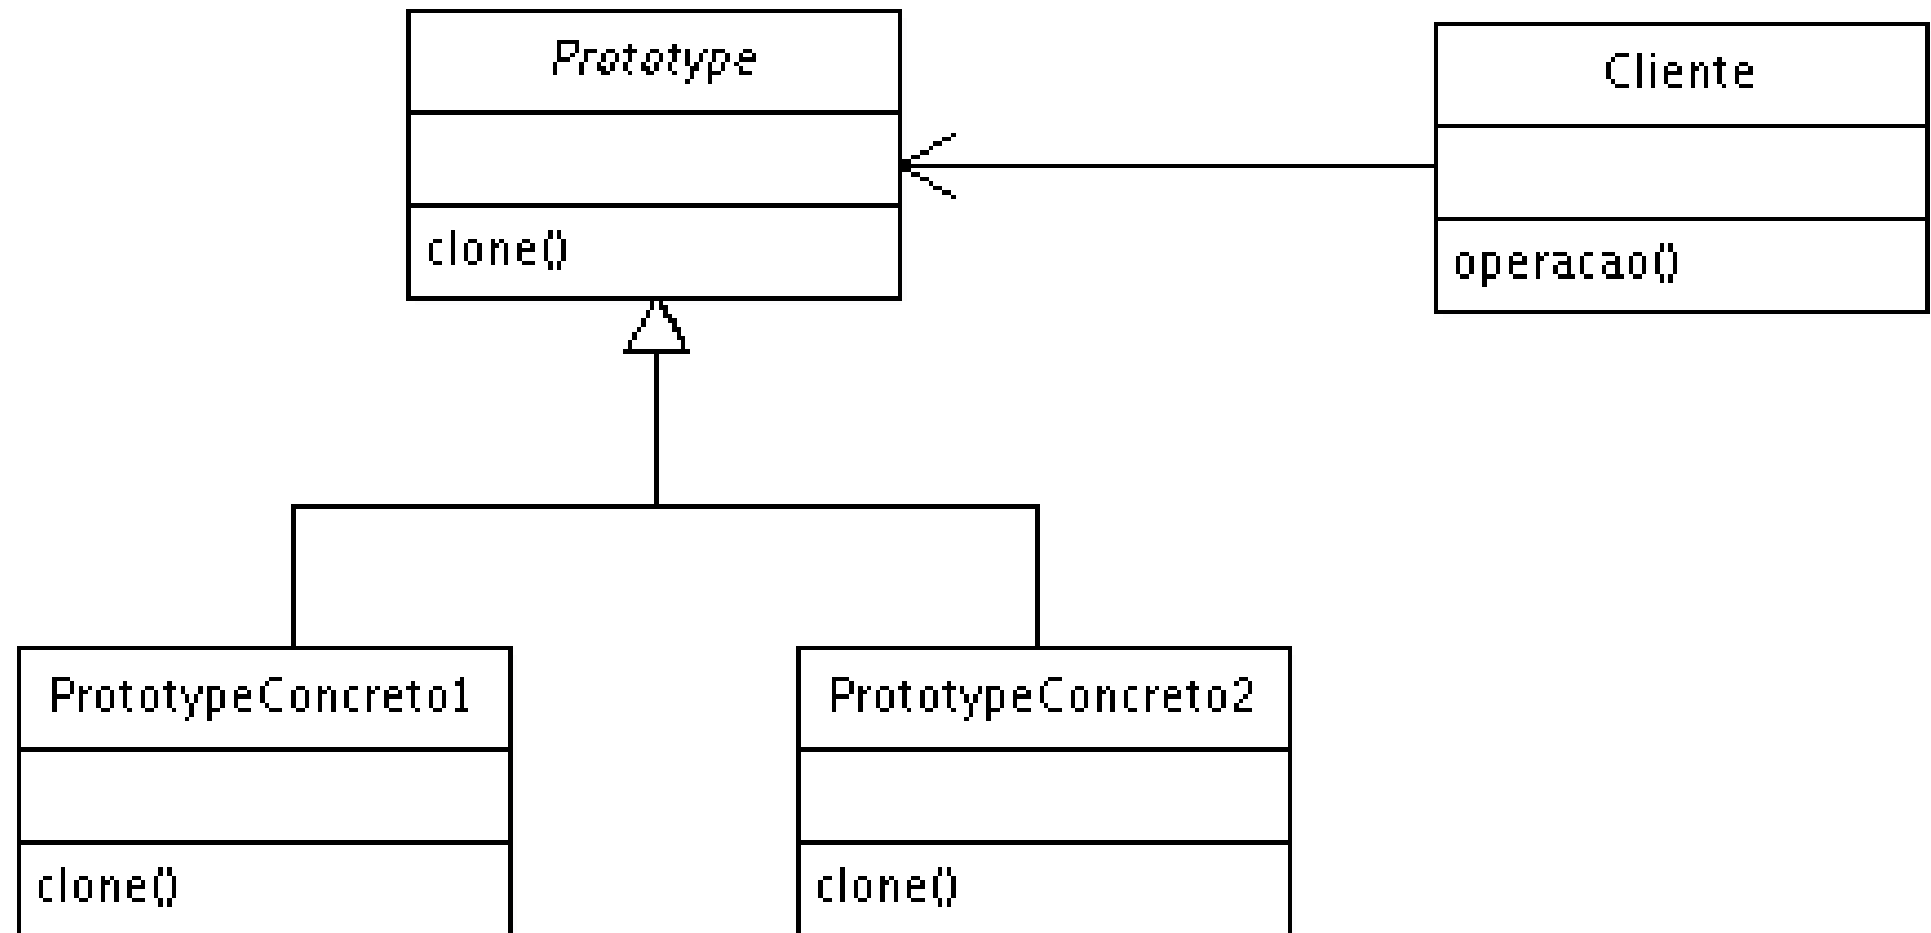 Prototype
clone()
Cliente
operacao()
PrototypeConcreto1
clone()
PrototypeConcreto2
clone()